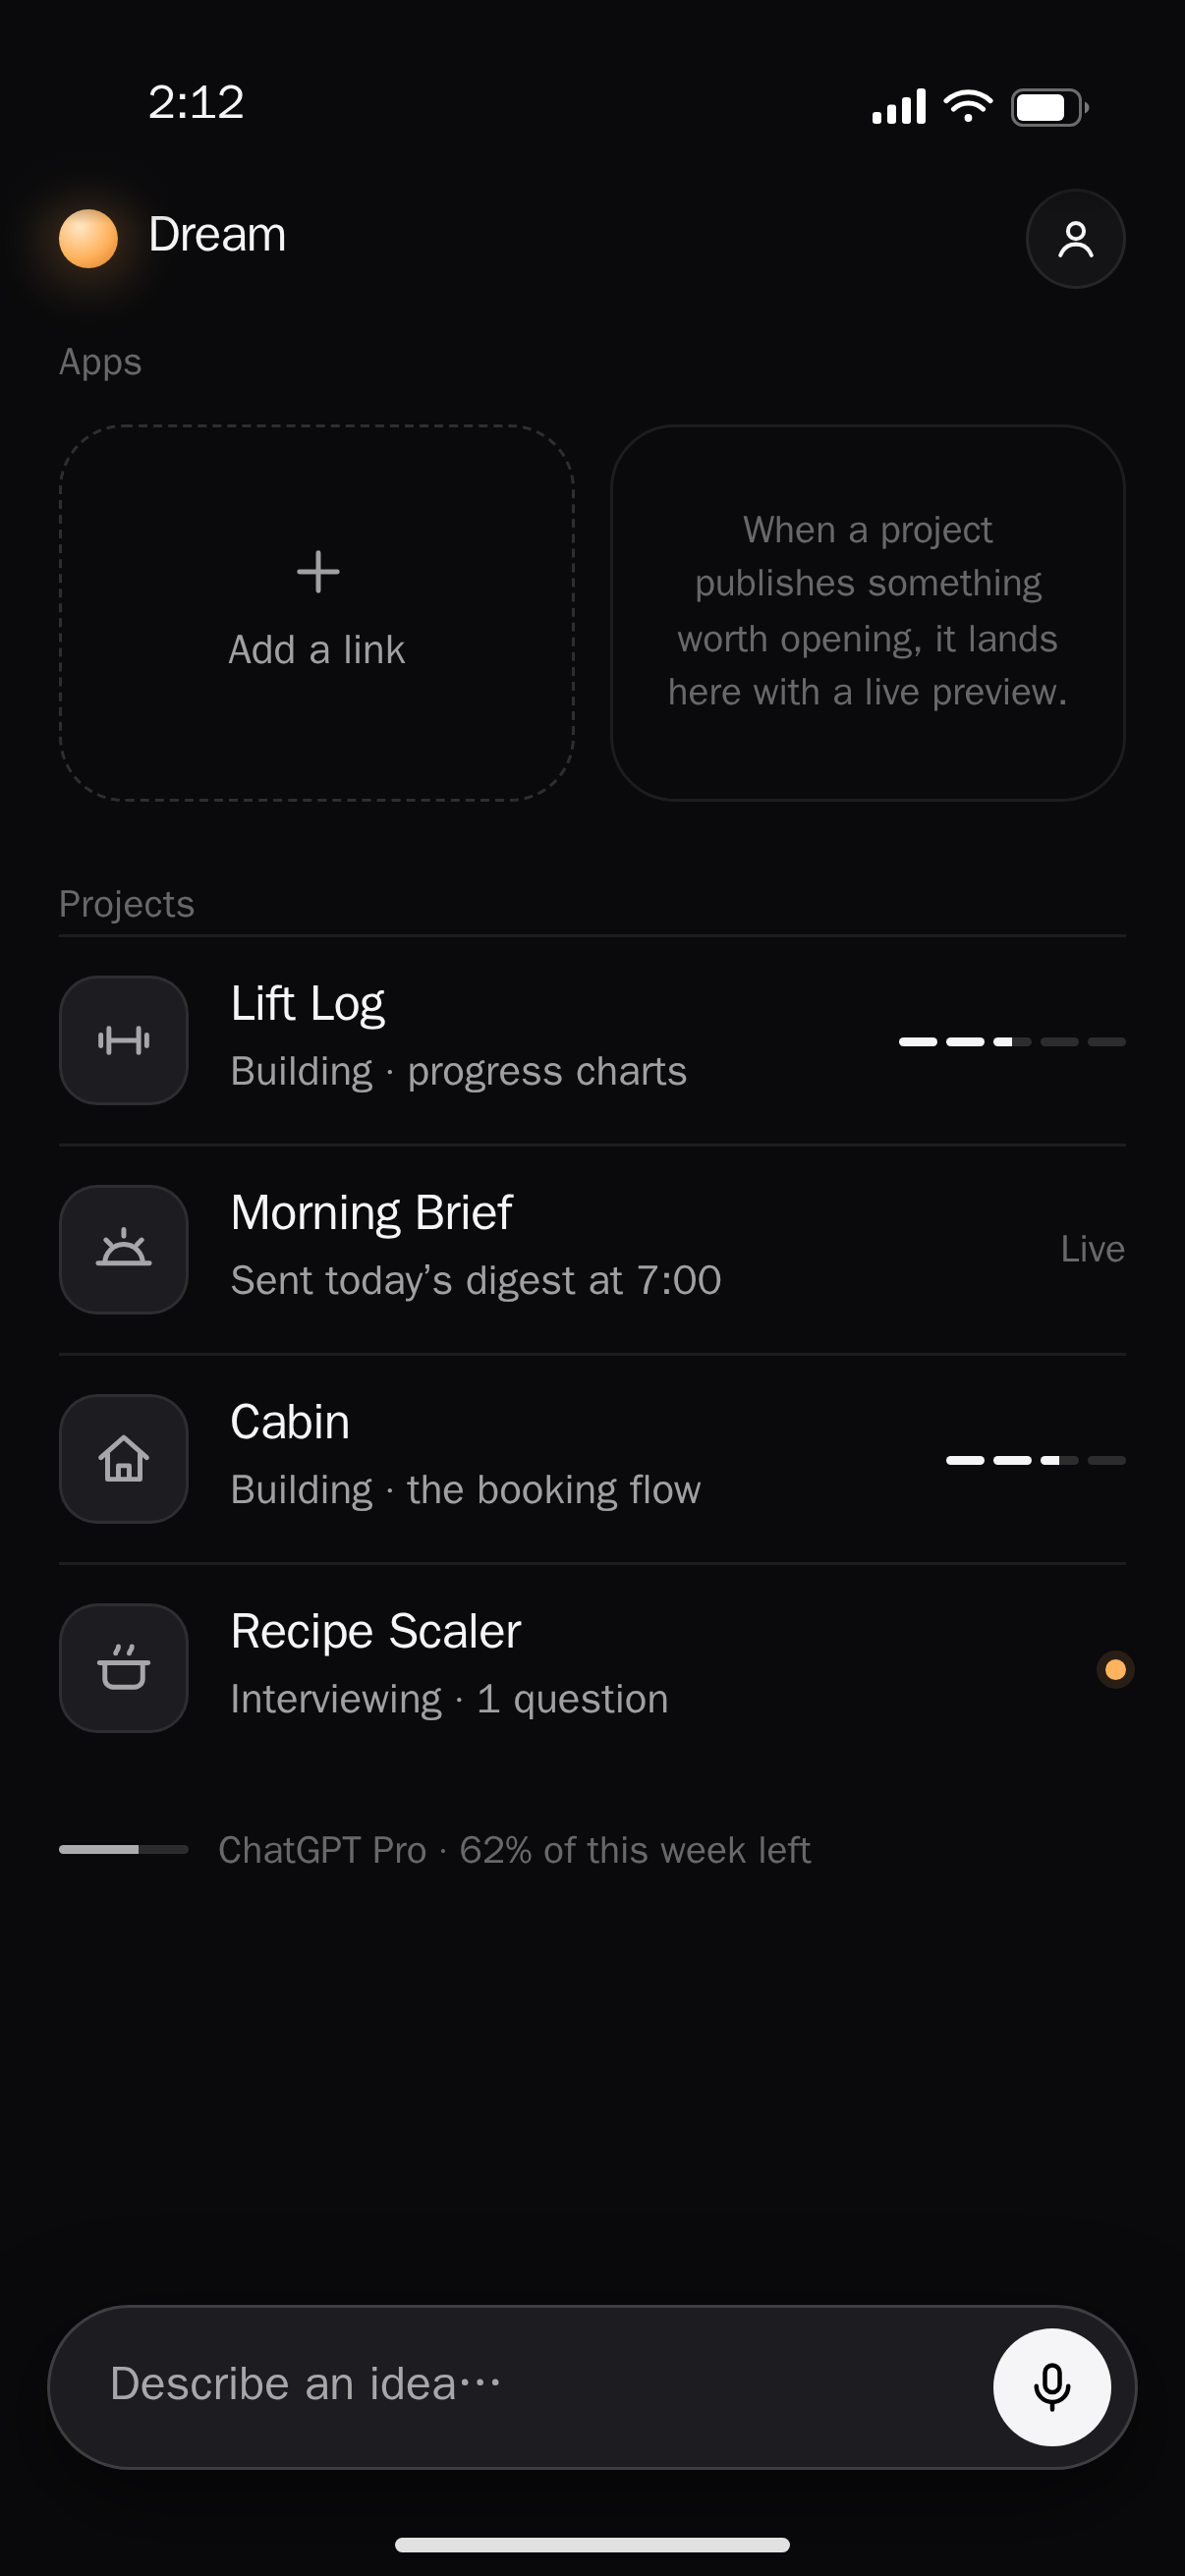 2:12
Dream
Apps
Add a link
When a project
publishes something
worth opening, it lands
here with a live preview.
Projects
Lift Log
Building · progress charts
Morning Brief
Sent today’s digest at 7:00
Live
Cabin
Building · the booking flow
Recipe Scaler
Interviewing · 1 question
ChatGPT Pro · 62% of this week left
Describe an idea…